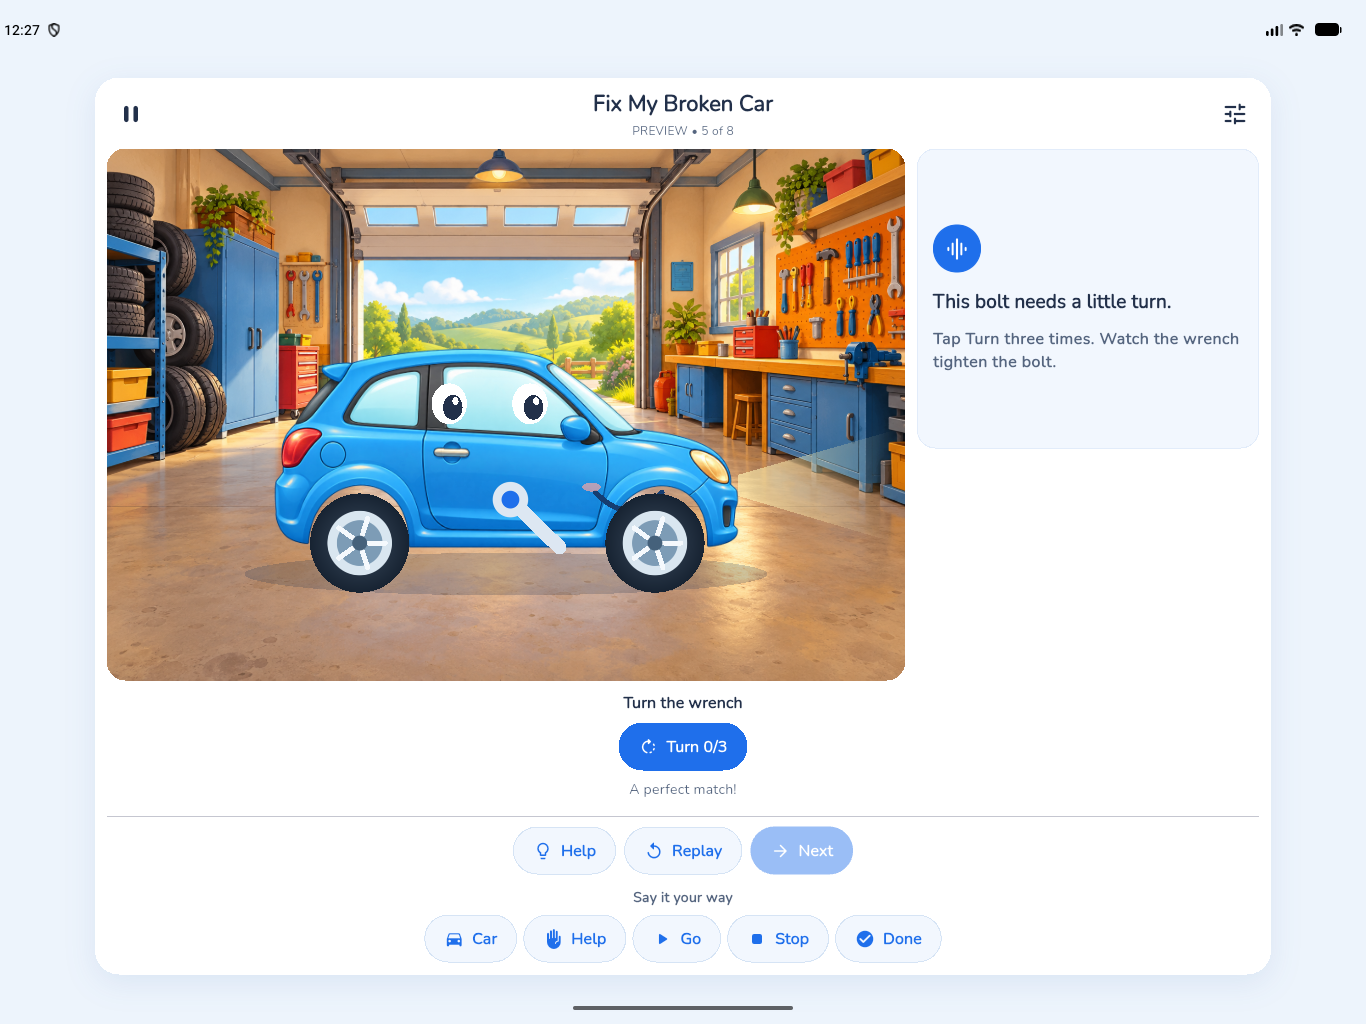 12:27
Fix My Broken Car
PREVIEW • 5 of 8
This bolt needs a little turn.
Tap Turn three times. Watch the wrench
tighten the bolt.
Turn the wrench
Turn 0/3
A perfect match!
Help
Replay
Next
Say it your way
Car
Help
Go
Stop
Done